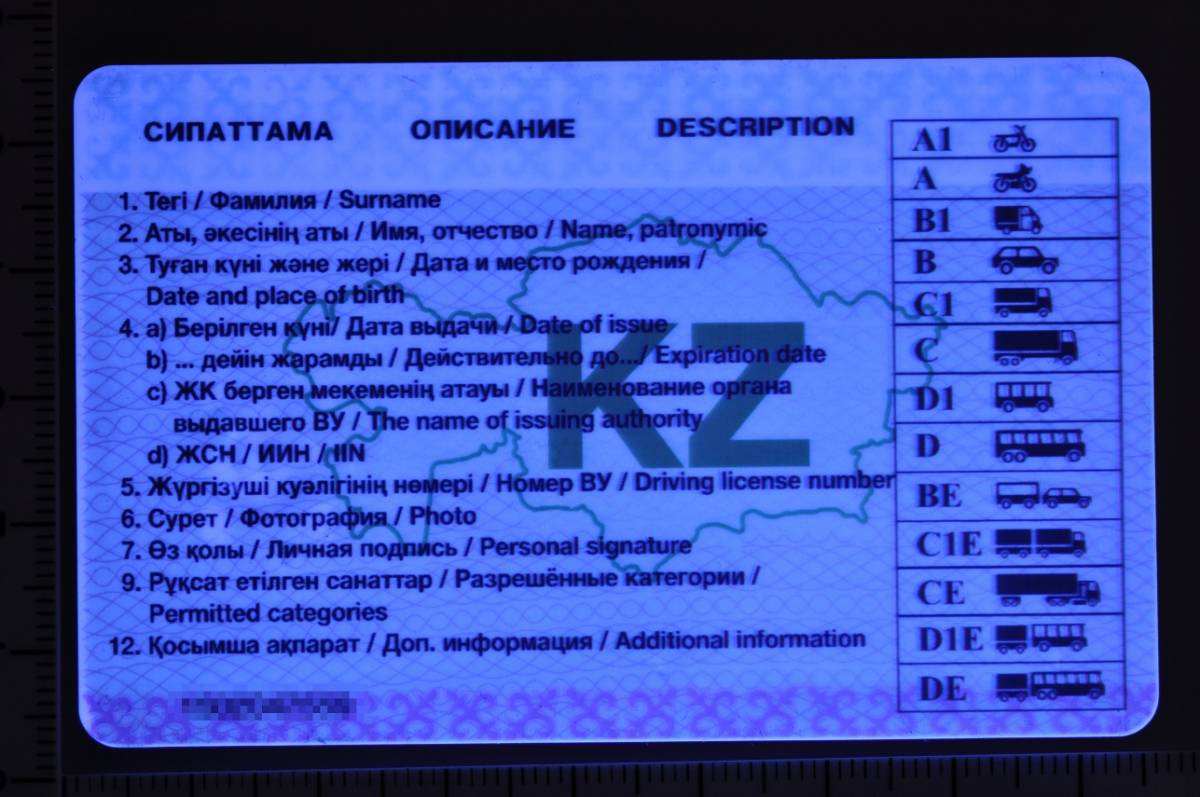 СИПАТТАМА ОПИСАНИЕ DESCRIPTION
1. Тегі / Фамилия / Surname
2. Аты, әкесінің аты / Имя, отчество / Name, patronymic
3. Туған күні және жері / Дата и место рождения /
Date and place of birth
4. a) Берілген күні/ Дата выдачи / Date of issue
b) ... дейін жарамды / Действительно до.../ Expiration date
c) ЖК берген мекеменің атауы / Наименование органа
выдавшего ВУ / The name of issuing authority
d) ЖСН / ИИН / IIN
5. Жүргізуші куәлігінің нөмері / Номер ВУ / Driving license number
6. Сурет / Фотография / Photo
7. Өз қолы / Личная подпись / Personal signature
9. Рұқсат етілген санаттар / Разрешённые категории /
Permitted categories
12. Қосымша ақпарат / Доп. информация / Additional information
KZ
A1
A
B1
B
C1
C
D1
D
BE
C1E
CE
D1E
DE